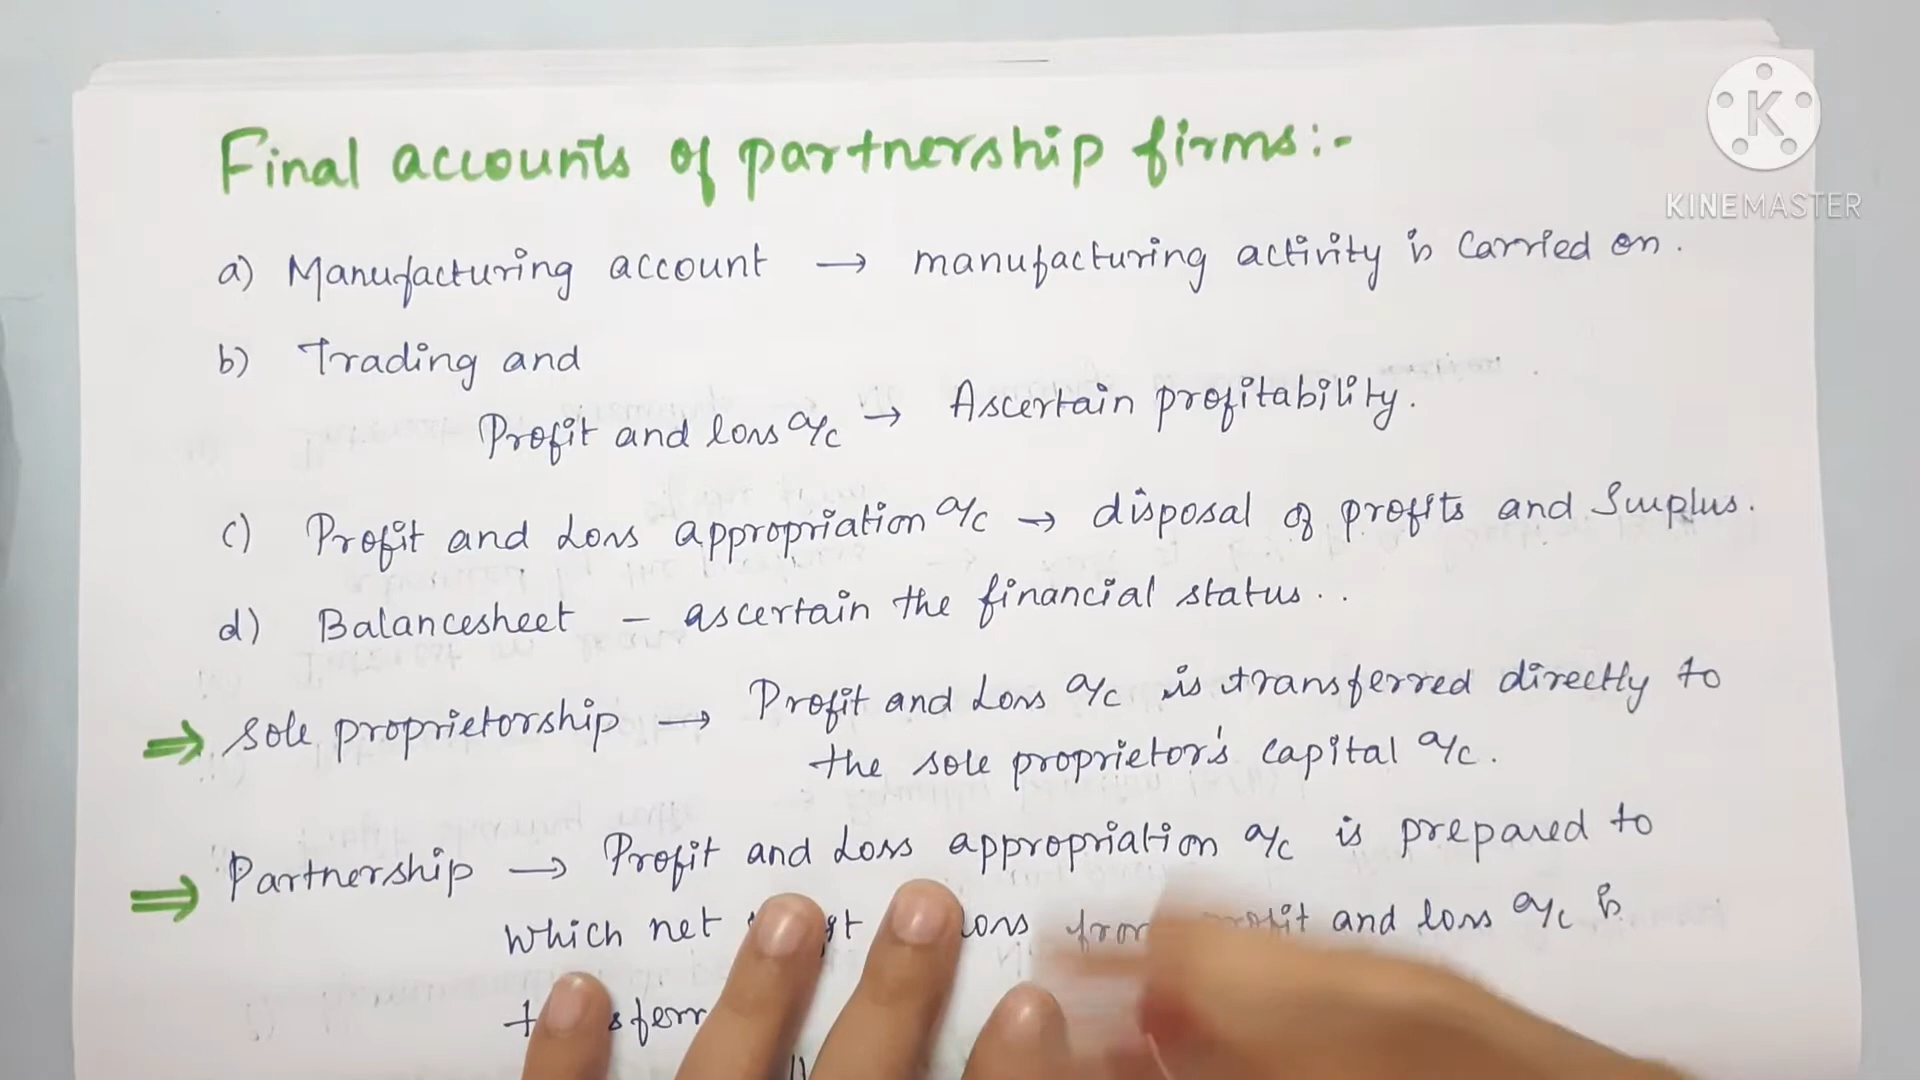 Final accounts of partnership firms:-
K
KINEMASTER
a) Manufacturing account → manufacturing activity is carried on.
b) Trading and
Profit and loss a/c → Ascertain profitability.
c) Profit and Loss appropriation a/c → disposal of profits and Surplus.
d) Balancesheet - ascertain the financial status..
⇒ Sole proprietorship → Profit and Loss a/c is transferred directly to
the sole proprietor's capital a/c.
⇒ Partnership → Profit and Loss appropriation a/c is prepared to
which net loss and loss a/c is